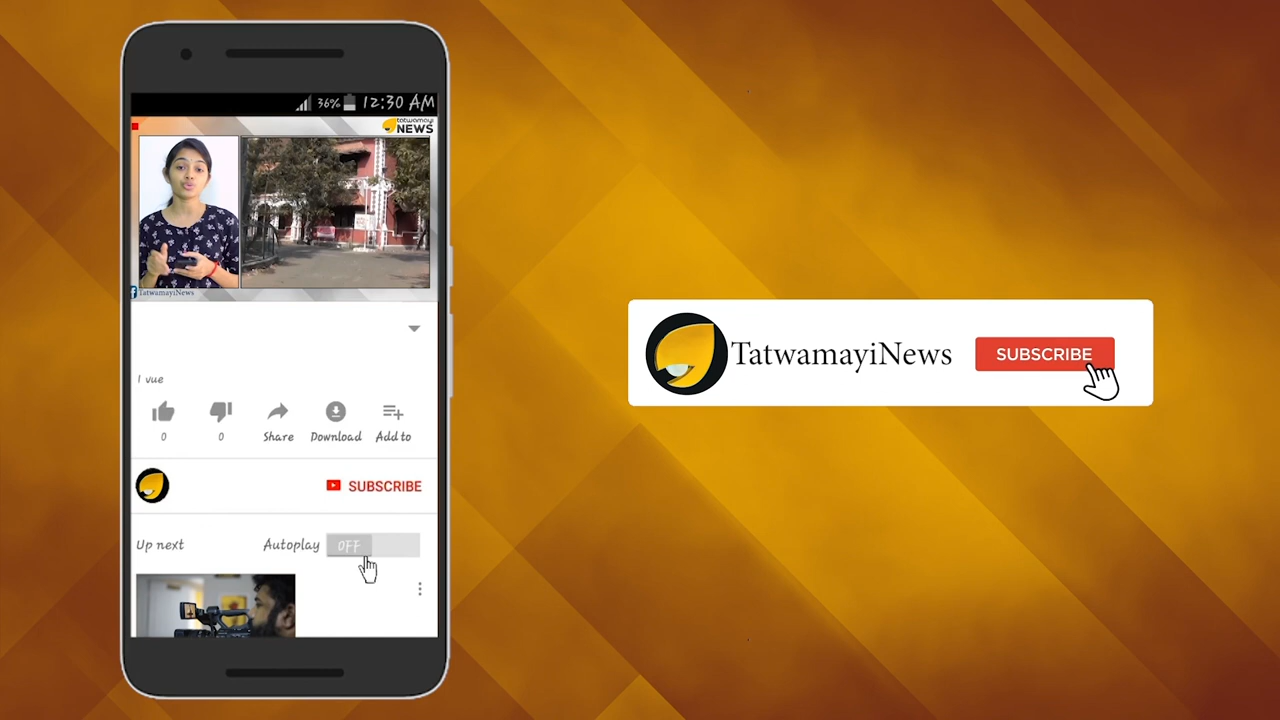 36% 12:30 AM
tatwamayi
NEWS
TatwamayiNews
1 vue
0 0 Share Download Add to
SUBSCRIBE
Up next Autoplay OFF
TatwamayiNews SUBSCRIBE